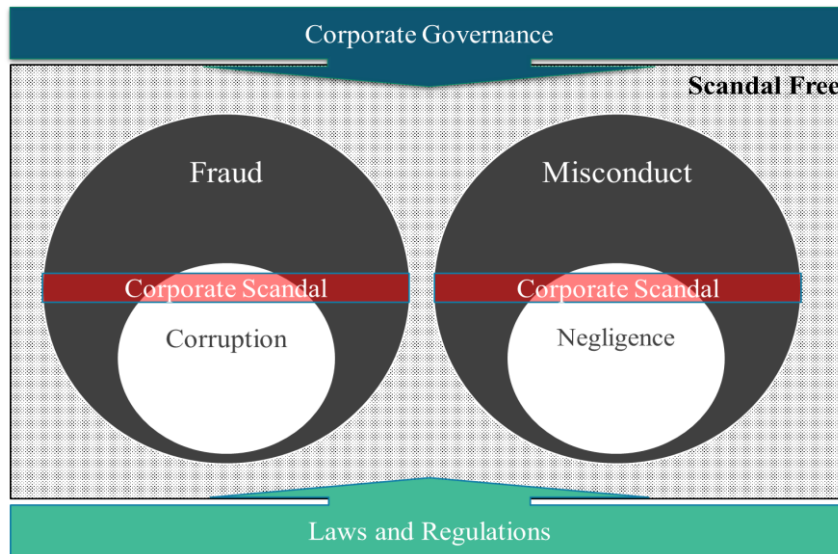 Corporate Governance
Scandal Free
Fraud
Misconduct
Corporate Scandal
Corporate Scandal
Corruption
Negligence
Laws and Regulations